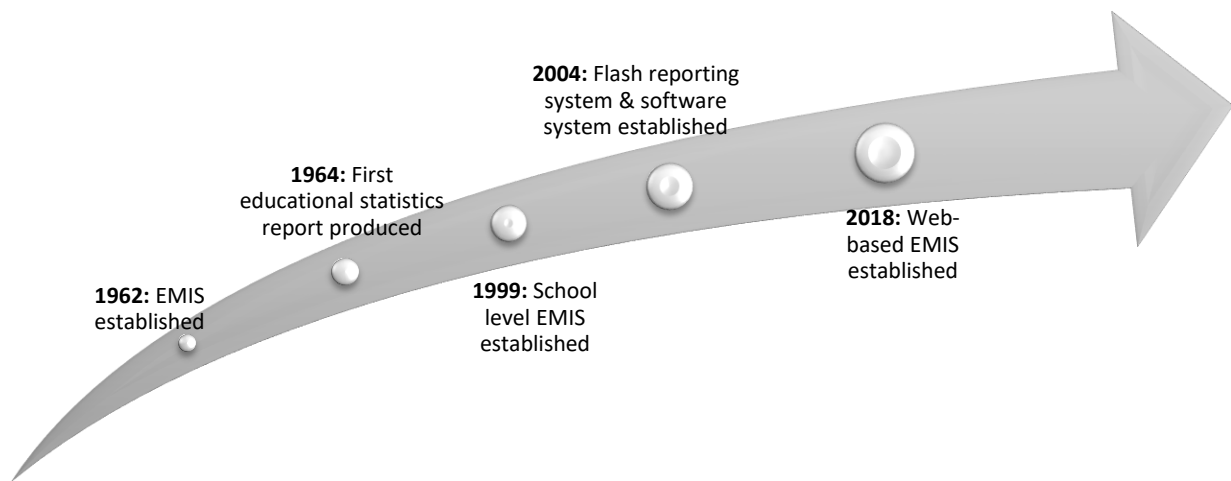 1962: EMIS
established
1964: First
educational statistics
report produced
1999: School
level EMIS
established
2004: Flash reporting
system & software
system established
2018: Web-
based EMIS
established